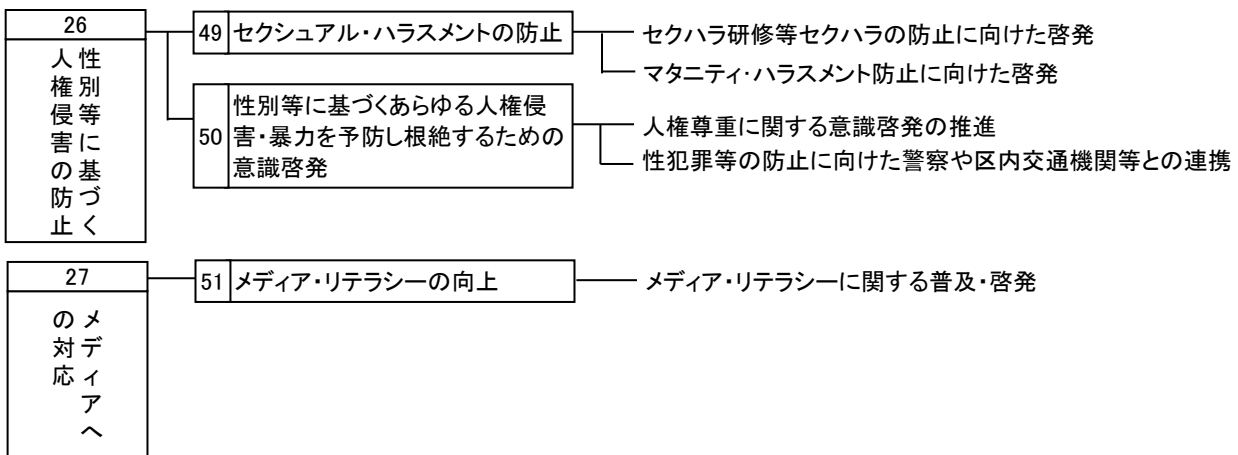 26
性別等に基づく
人権侵害の防止
49 セクシュアル・ハラスメントの防止
セクハラ研修等セクハラの防止に向けた啓発
マタニティ・ハラスメント防止に向けた啓発
50 性別等に基づくあらゆる人権侵
害・暴力を予防し根絶するための
意識啓発
人権尊重に関する意識啓発の推進
性犯罪等の防止に向けた警察や区内交通機関等との連携
27
メディアへ
の対応
51 メディア・リテラシーの向上
メディア・リテラシーに関する普及・啓発